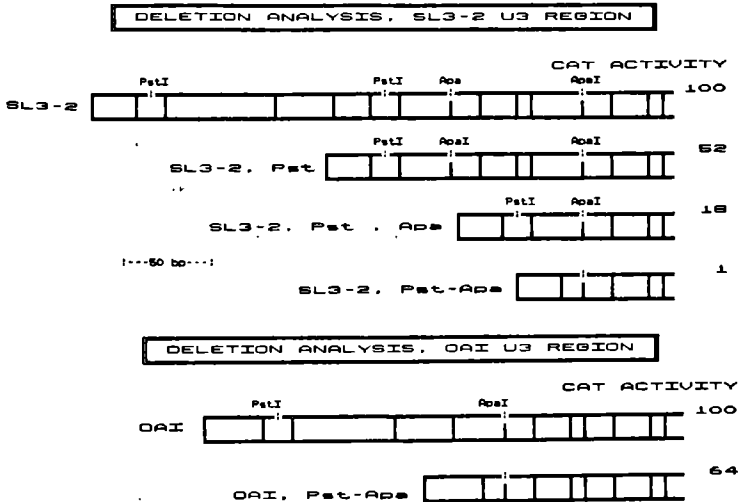 DELETION ANALYSIS, SL3-2 U3 REGION
CAT ACTIVITY
PstI PstI Apa ApaI
SL3-2 100
PstI ApaI ApaI
SL3-2, Pst 52
PstI ApaI
SL3-2, Pst , Apa 18
|---50 bp---|
SL3-2, Pst-Apa 1
DELETION ANALYSIS, OAI U3 REGION
CAT ACTIVITY
PstI ApaI
OAI 100
OAI, Pst-Apa 64